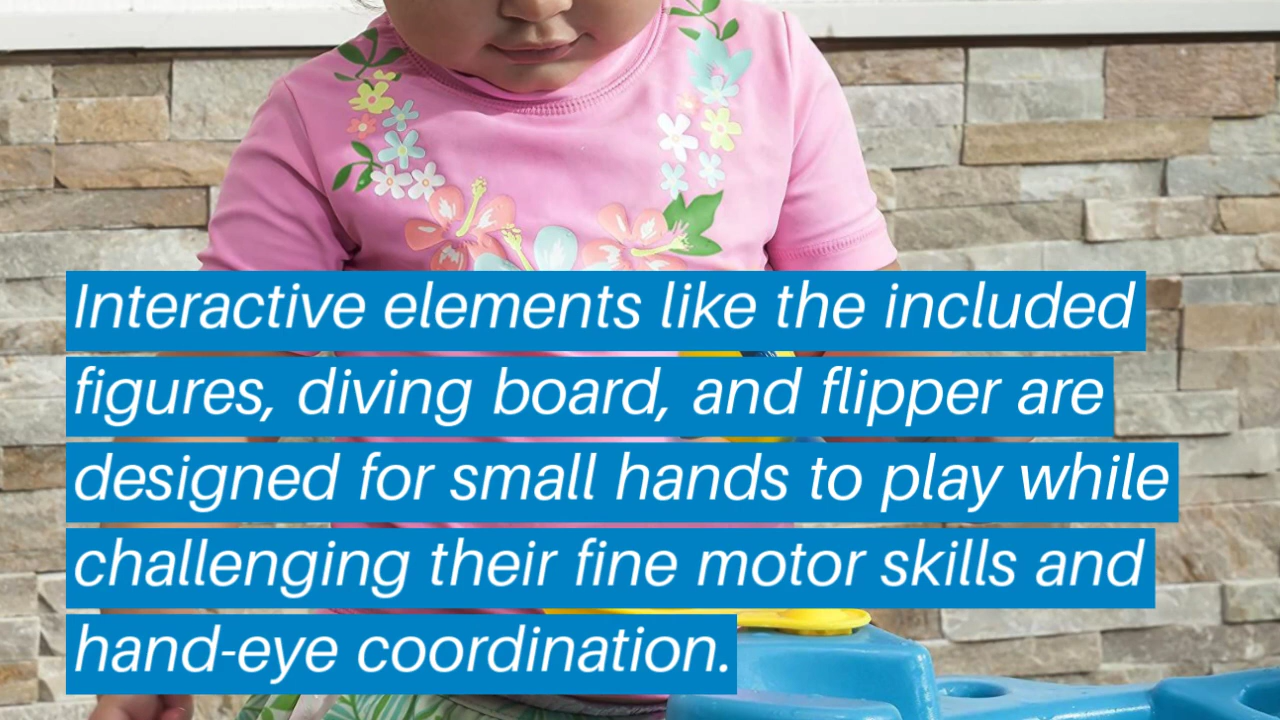 Interactive elements like the included
figures, diving board, and flipper are
designed for small hands to play while
challenging their fine motor skills and
hand-eye coordination.